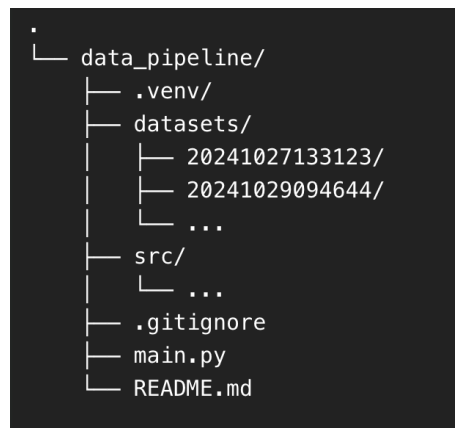 .
└── data_pipeline/
    ├── .venv/
    ├── datasets/
    │   ├── 20241027133123/
    │   ├── 20241029094644/
    │   └── ...
    ├── src/
    │   └── ...
    ├── .gitignore
    ├── main.py
    └── README.md